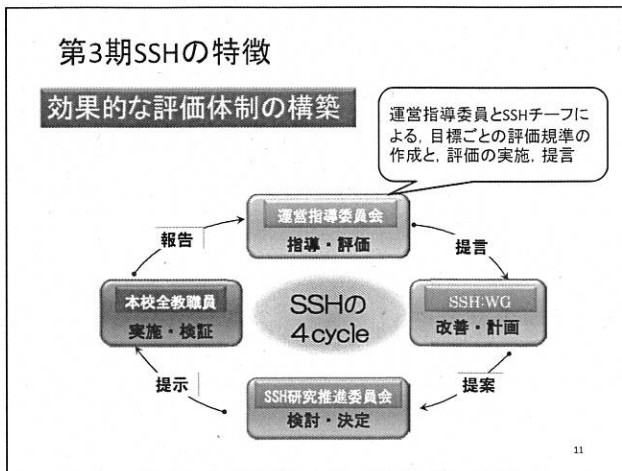 第3期SSHの特徴
効果的な評価体制の構築
運営指導委員とSSHチーフに
よる，目標ごとの評価規準の
作成と，評価の実施，提言
運営指導委員会
指導・評価
報告
提言
本校全教職員
実施・検証
SSHの
4cycle
SSH:WG
改善・計画
提示
提案
SSH研究推進委員会
検討・決定
11